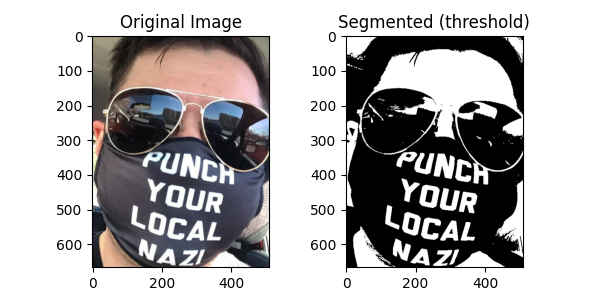 Original Image
Segmented (threshold)
0
100
200
300
400
500
600
0
200
400
PUNCH
YOUR
LOCAL
NAZI
0
100
200
300
400
500
600
0
200
400
PUNCH
YOUR
LOCAL
NAZI